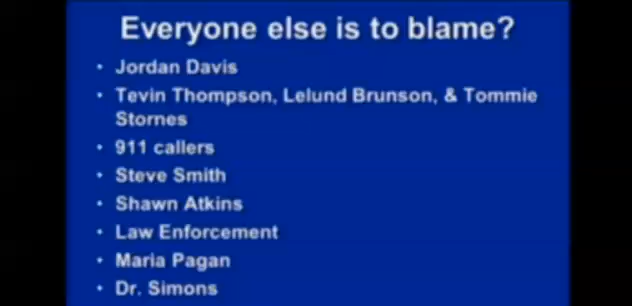 Everyone else is to blame?
• Jordan Davis
• Tevin Thompson, Lelund Brunson, & Tommie
Stornes
• 911 callers
• Steve Smith
• Shawn Atkins
• Law Enforcement
• Maria Pagan
• Dr. Simons